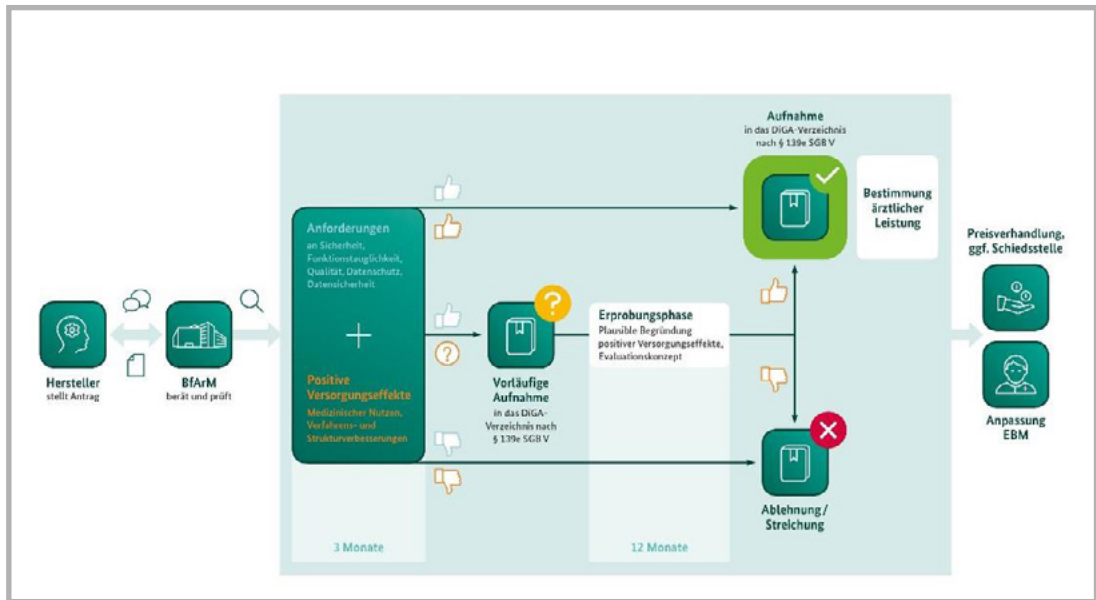 Hersteller
stellt Antrag
BfArM
berät und prüft
Anforderungen
an Sicherheit,
Funktionstauglichkeit,
Qualität, Datenschutz,
Datensicherheit
+
Positive
Versorgungseffekte
Medizinischer Nutzen,
Verfahrens- und
Strukturverbesserungen
3 Monate
?
?
Vorläufige
Aufnahme
in das DiGA-
Verzeichnis nach
§ 139e SGB V
Erprobungsphase
Plausible Begründung
positiver Versorgungseffekte,
Evaluationskonzept
12 Monate
Aufnahme
in das DiGA-Verzeichnis
nach § 139e SGB V
Bestimmung
ärztlicher
Leistung
Ablehnung /
Streichung
Preisverhandlung,
ggf. Schiedsstelle
Anpassung
EBM